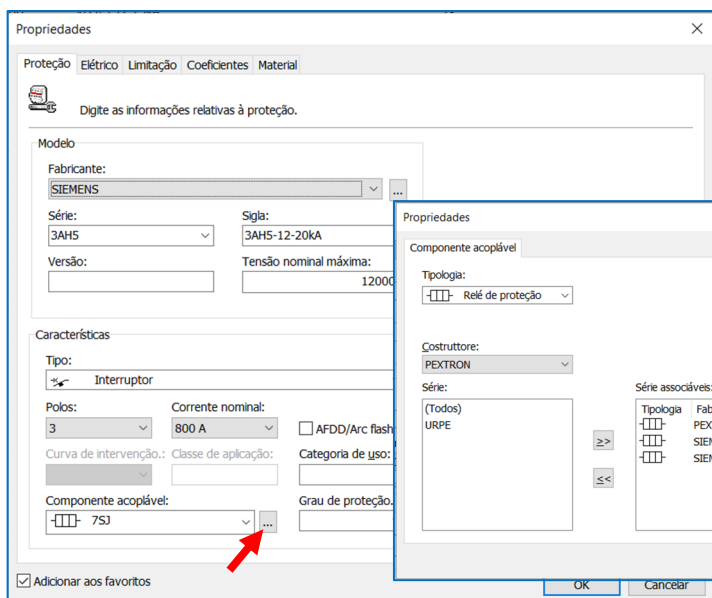 Propriedades
Proteção Elétrico Limitação Coeficientes Material
Digite as informações relativas à proteção.
Modelo
Fabricante:
SIEMENS
...
Série:
Sigla:
3AH5
3AH5-12-20kA
Versão:
Tensão nominal máxima:
12000
Características
Tipo:
Interruptor
Polos:
Corrente nominal:
3
800 A
AFDD/Arc flash
Curva de intervenção.:
Classe de aplicação:
Categoria de uso:
Componente acoplável:
Grau de proteção.
7SJ
...
Adicionar aos favoritos
OK
Cancelar
Propriedades
Componente acoplável
Tipologia:
Relé de proteção
Costruttore:
PEXTRON
Série:
Série associáveis:
(Todos)
URPE
>>
<<
Tipologia Fab
PEX
SIEM
SIEM